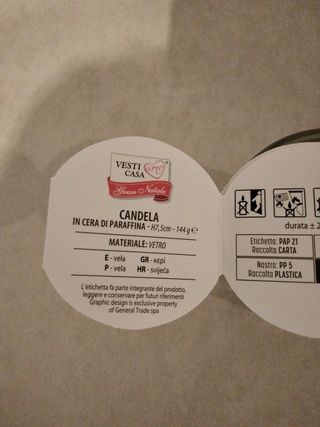 VESTI
CASA
amo
Gran Natale
CANDELA
IN CERA DI PARAFFINA - H7,5cm - 144 g ℮
MATERIALE: VETRO
E - vela GR - κερί
P - vela HR - svijeća
L'etichetta fa parte integrante del prodotto,
leggere e conservare per futuri riferimenti
Graphic design is exclusive property
of General Trade spa
durata ± 2
Etichetta: PAP 21
Raccolta CARTA
Nastro: PP 5
Raccolta PLASTICA